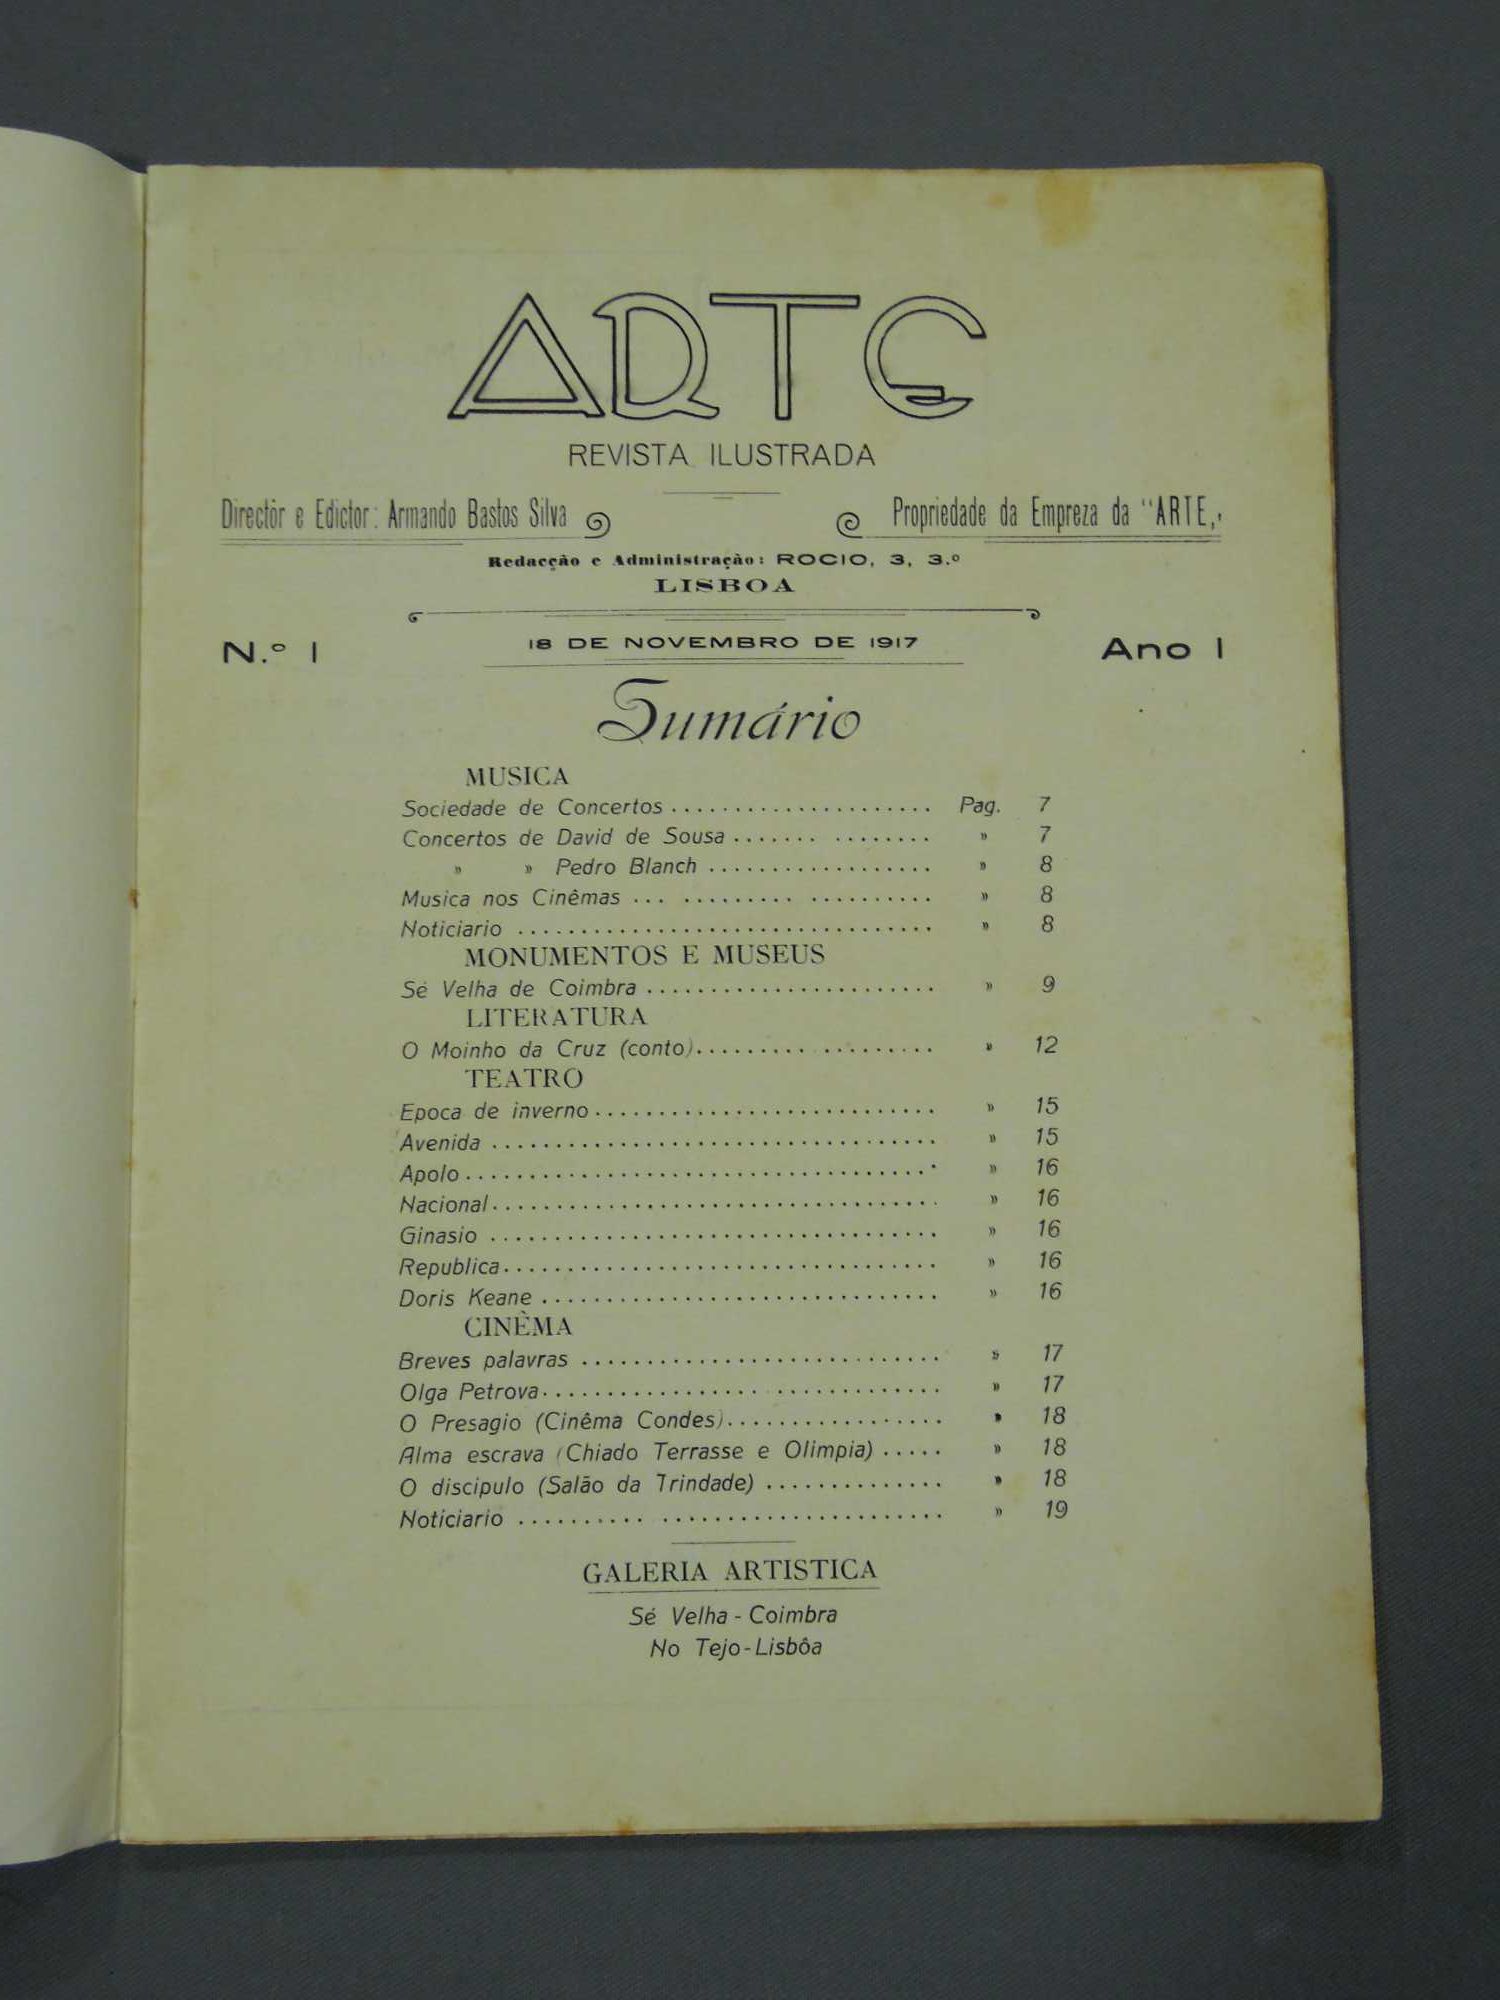 ARTE
REVISTA ILUSTRADA
Directôr e Edictor: Armando Bastos Silva
Propriedade da Empreza da "ARTE,,
Redacção e Administração: ROCIO, 3, 3.º
LISBOA
N.º 1
18 DE NOVEMBRO DE 1917
Ano 1
Sumário
MUSICA
Sociedade de Concertos ..................... Pag. 7
Concertos de David de Sousa ....... ........ » 7
» » Pedro Blanch .................. » 8
Musica nos Cinêmas ... ......... .......... » 8
Noticiario ................................. » 8
MONUMENTOS E MUSEUS
Sé Velha de Coimbra ....................... » 9
LITERATURA
O Moinho da Cruz (conto)......... ......... » 12
TEATRO
Epoca de inverno........................... » 15
Avenida ................................... » 15
Apolo..................................... » 16
Nacional................................... » 16
Ginasio ................................... » 16
Republica.................................. » 16
Doris Keane ............................... » 16
CINÈMA
Breves palavras ............................ » 17
Olga Petrova................. .............. » 17
O Presagio (Cinêma Condes)................. » 18
Alma escrava (Chiado Terrasse e Olimpia) ..... » 18
O discipulo (Salão da Trindade) .............. » 18
Noticiario .......... ...................... » 19
GALERIA ARTISTICA
Sé Velha - Coimbra
No Tejo - Lisbôa